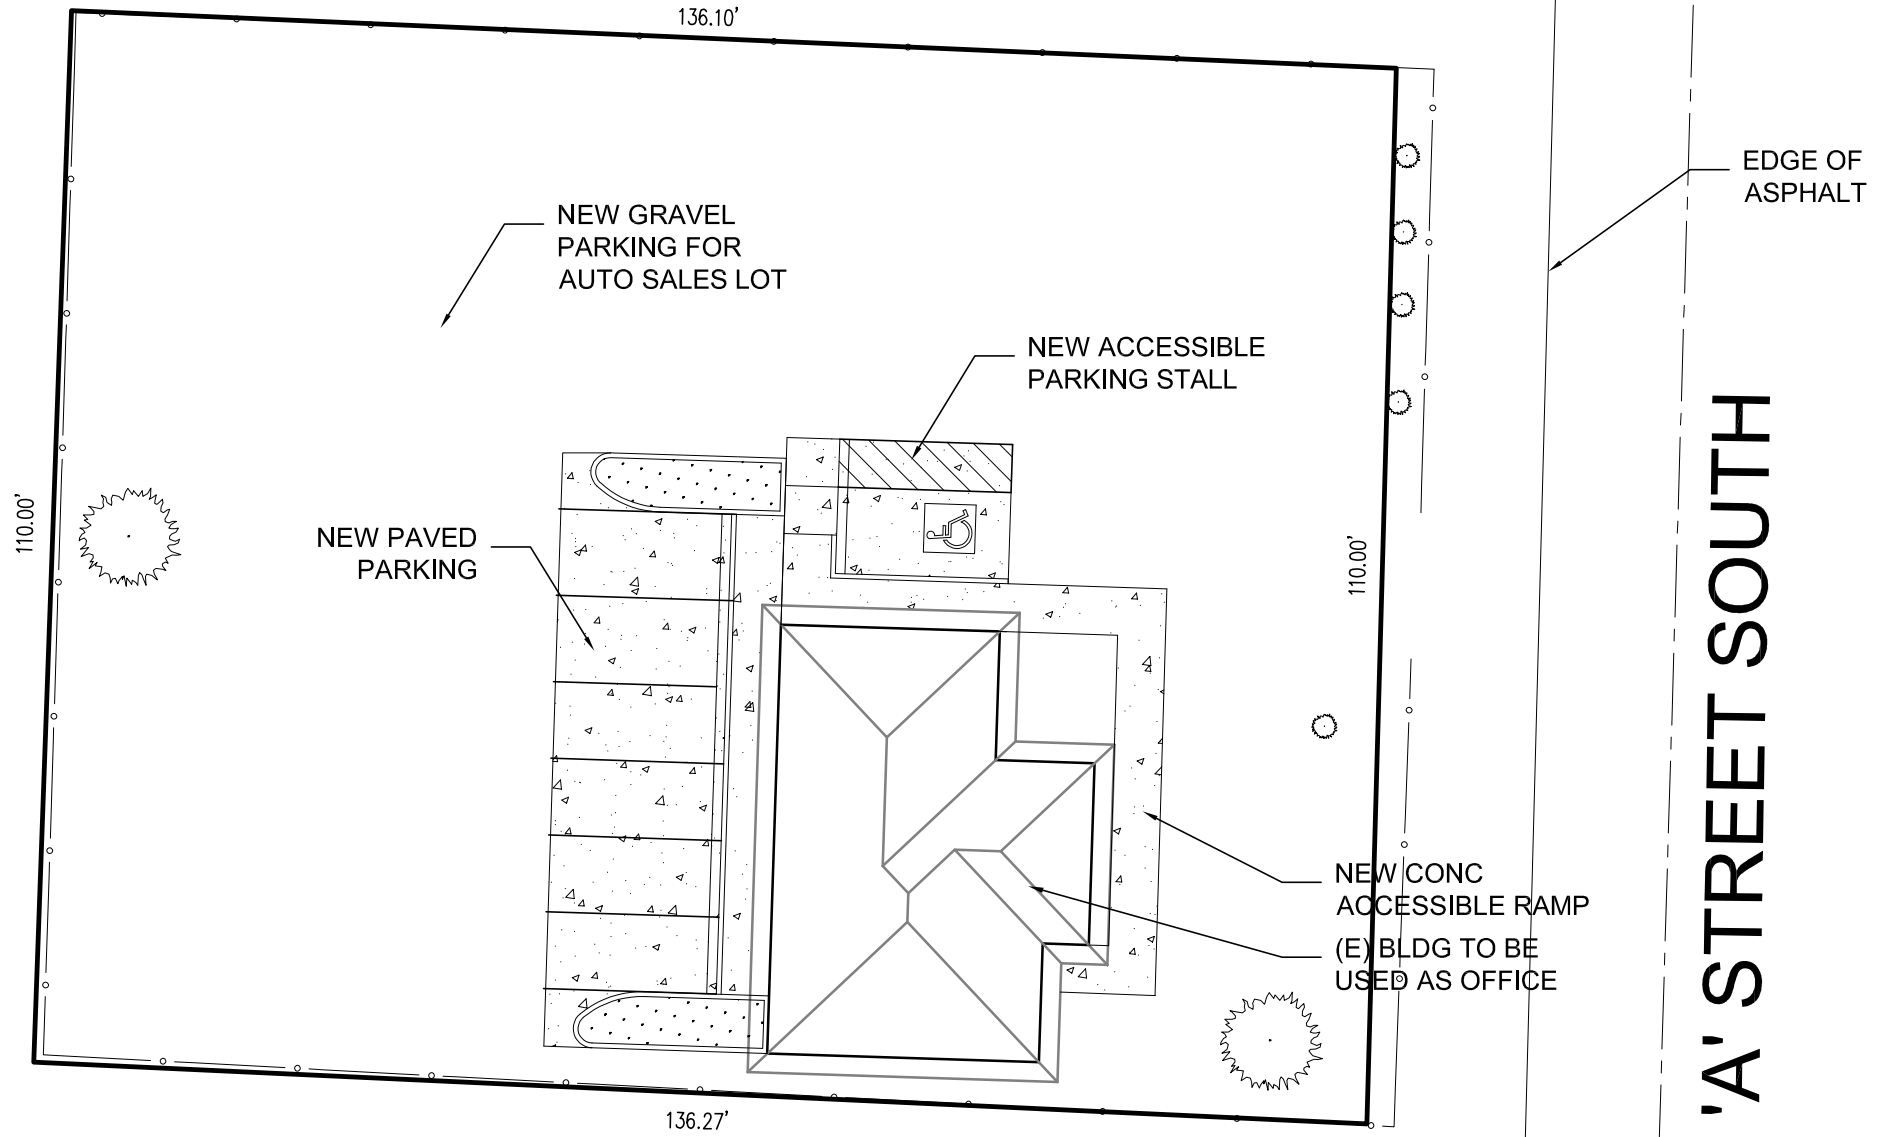 136.10'
EDGE OF
ASPHALT
NEW GRAVEL
PARKING FOR
AUTO SALES LOT
NEW ACCESSIBLE
PARKING STALL
110.00'
NEW PAVED
PARKING
110.00'
'A' STREET SOUTH
NEW CONC
ACCESSIBLE RAMP
(E) BLDG TO BE
USED AS OFFICE
136.27'